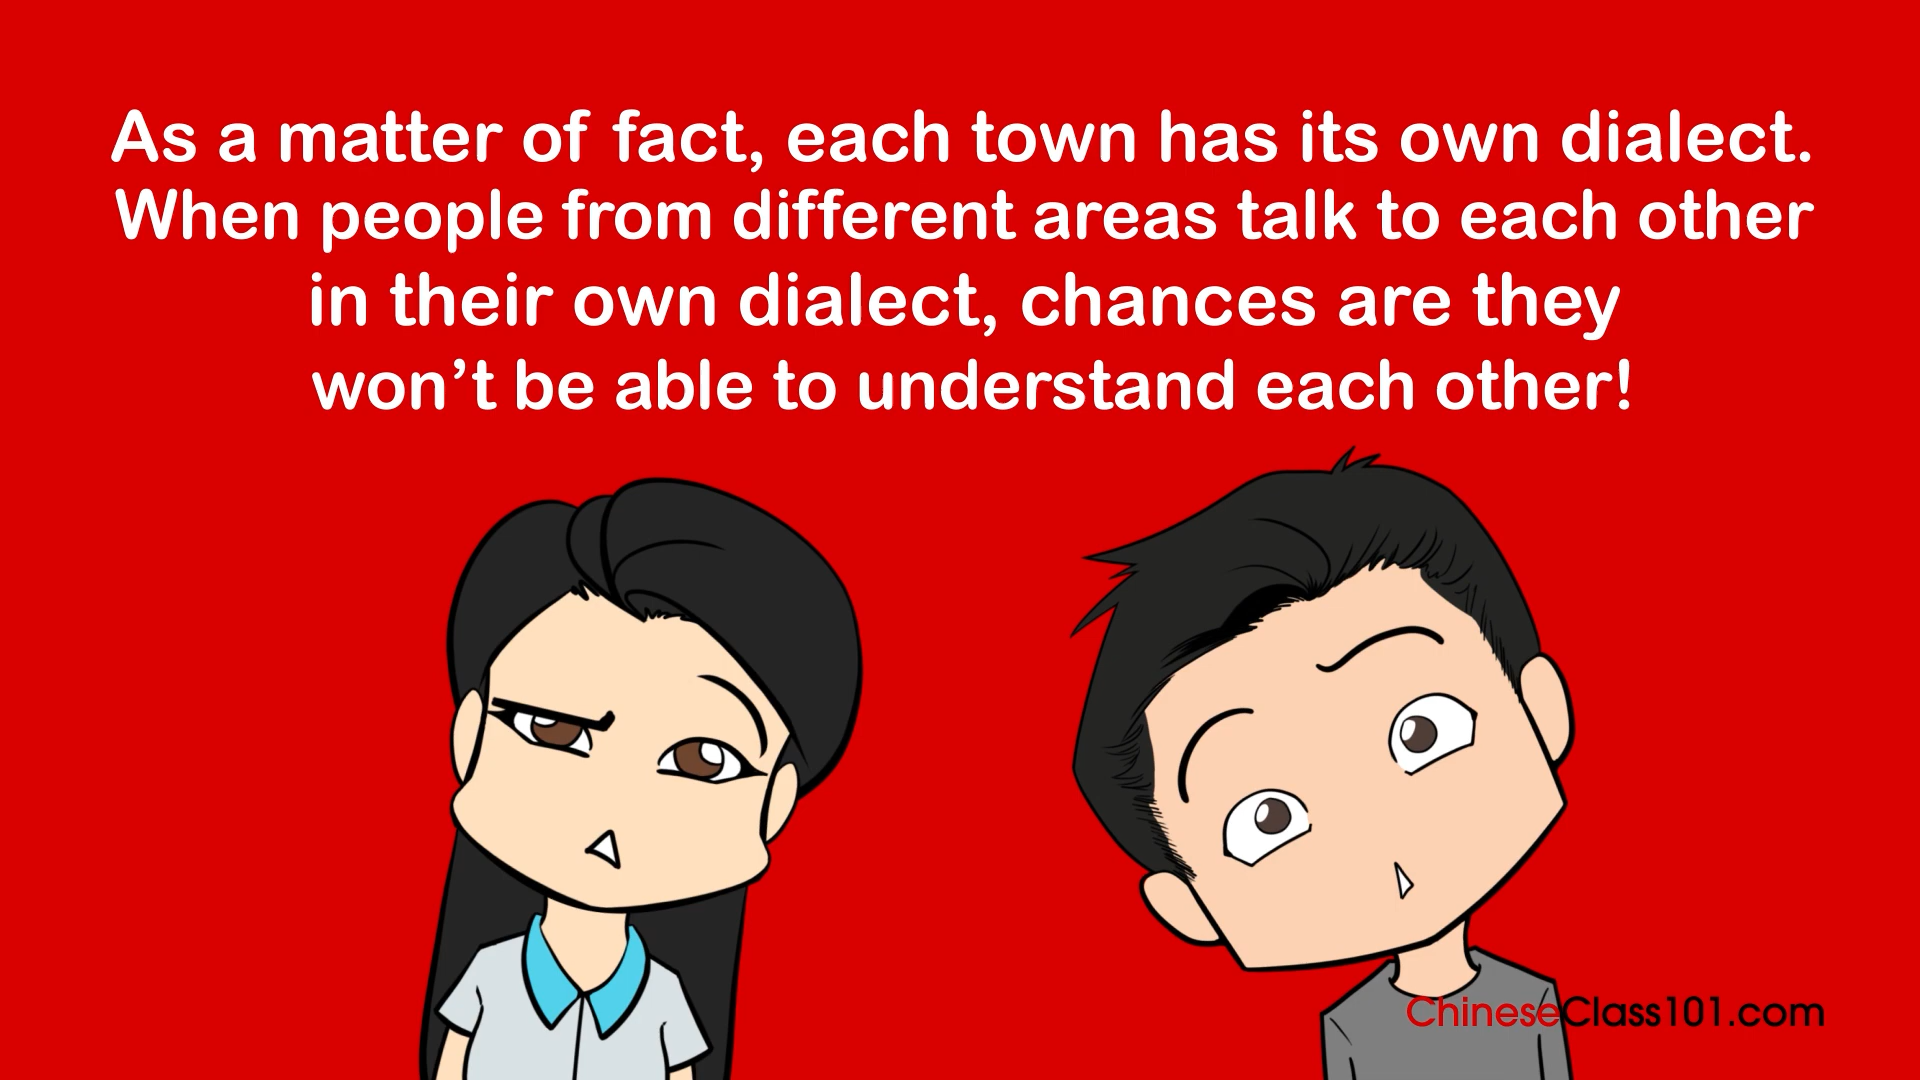 As a matter of fact, each town has its own dialect.
When people from different areas talk to each other
in their own dialect, chances are they
won’t be able to understand each other!
ChineseClass101.com